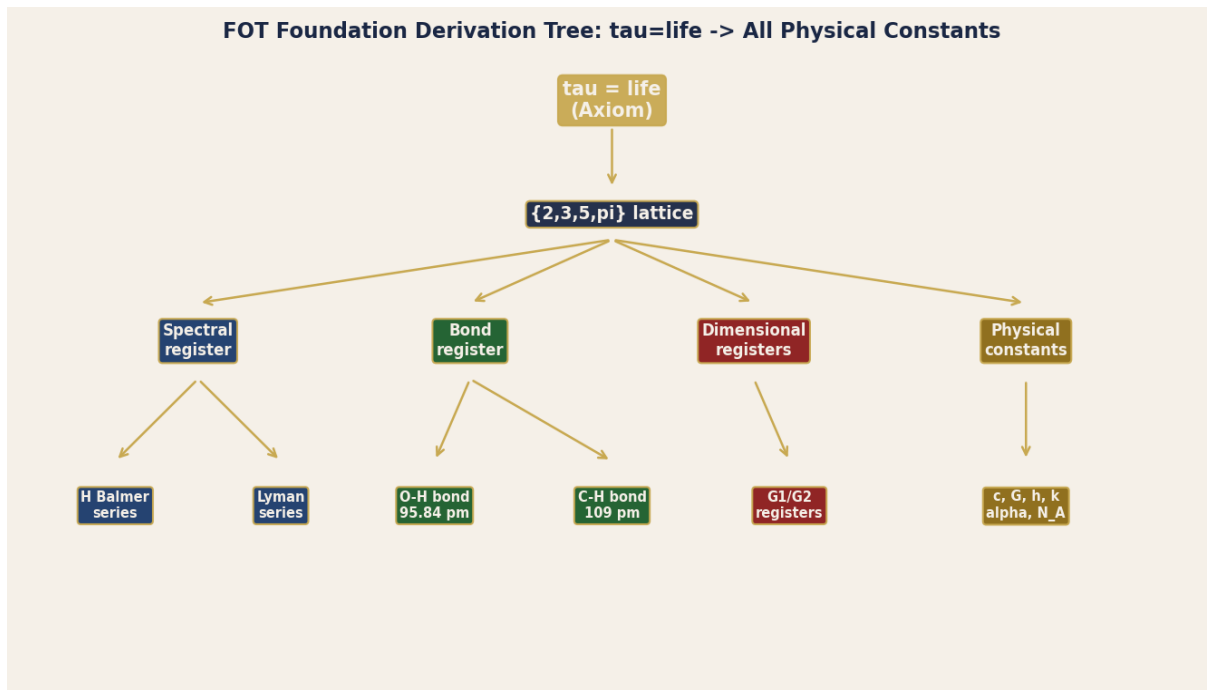 FOT Foundation Derivation Tree: tau=life -> All Physical Constants
tau = life
(Axiom)
{2,3,5,pi} lattice
Spectral
register
Bond
register
Dimensional
registers
Physical
constants
H Balmer
series
Lyman
series
O-H bond
95.84 pm
C-H bond
109 pm
G1/G2
registers
c, G, h, k
alpha, N_A